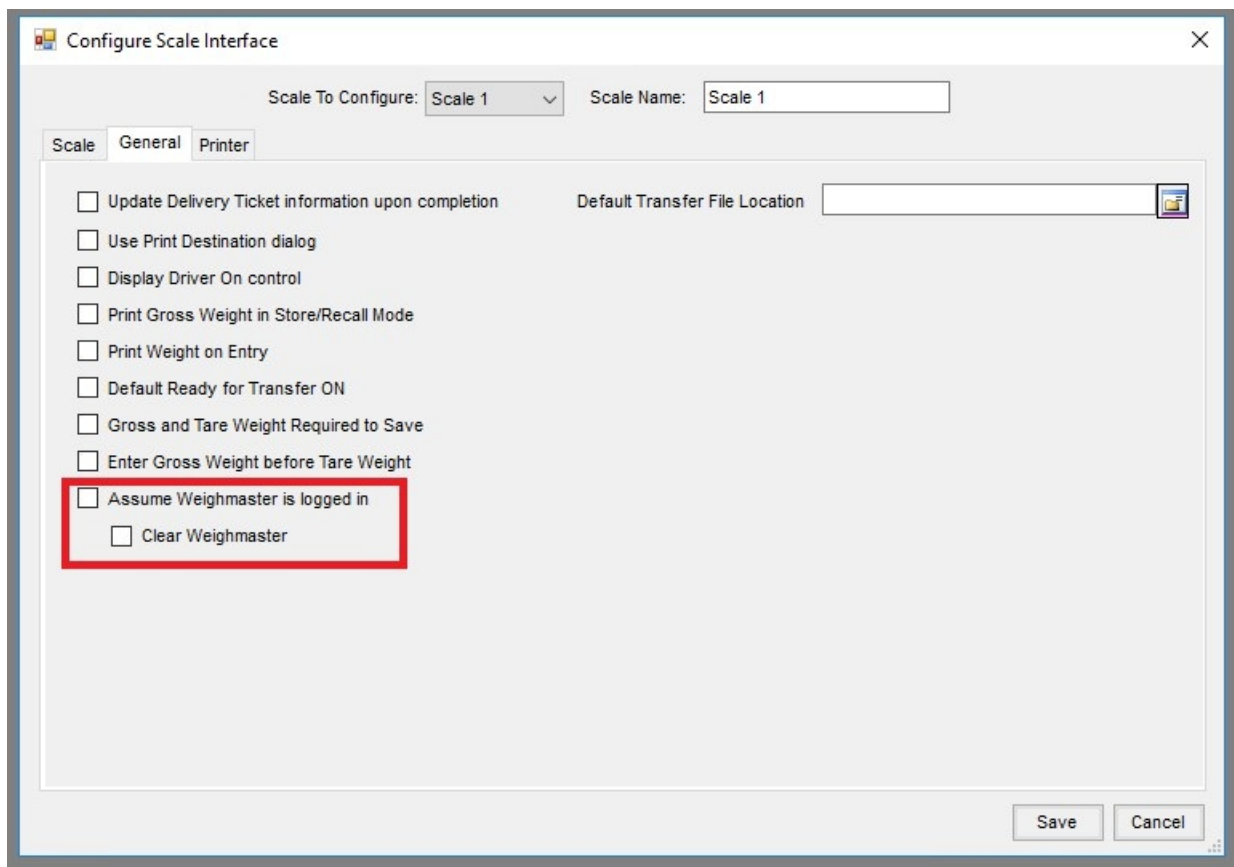 Configure Scale Interface
Scale To Configure: Scale 1 Scale Name: Scale 1
Scale General Printer
Update Delivery Ticket information upon completion Default Transfer File Location
Use Print Destination dialog
Display Driver On control
Print Gross Weight in Store/Recall Mode
Print Weight on Entry
Default Ready for Transfer ON
Gross and Tare Weight Required to Save
Enter Gross Weight before Tare Weight
Assume Weighmaster is logged in
Clear Weighmaster
Save Cancel